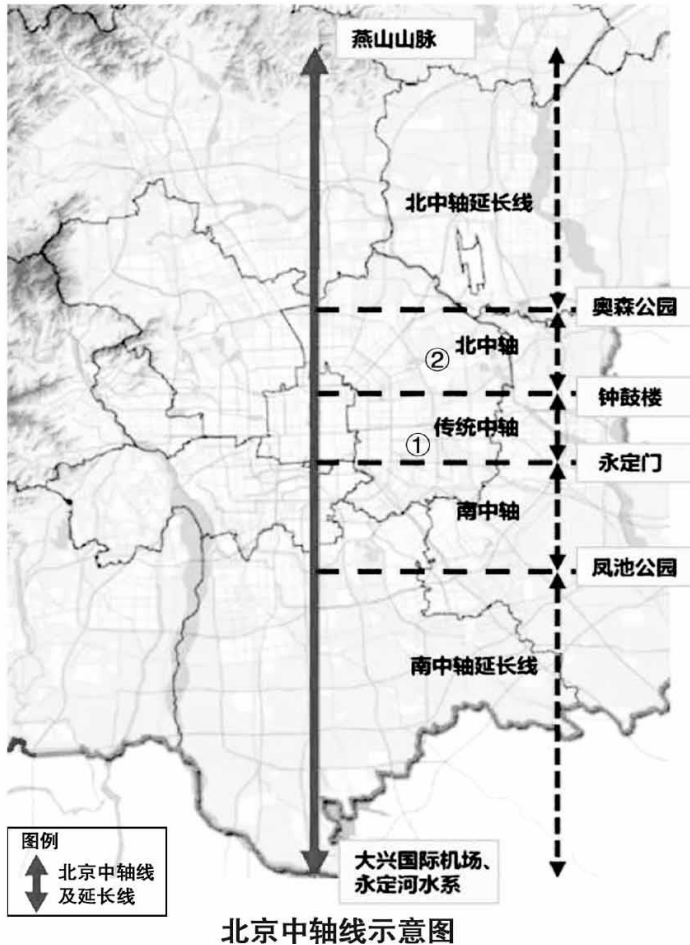 燕山山脉
北中轴延长线
奥森公园
北中轴
②
钟鼓楼
传统中轴
①
永定门
南中轴
凤池公园
南中轴延长线
图例
北京中轴线
及延长线
大兴国际机场、
永定河水系
北京中轴线示意图